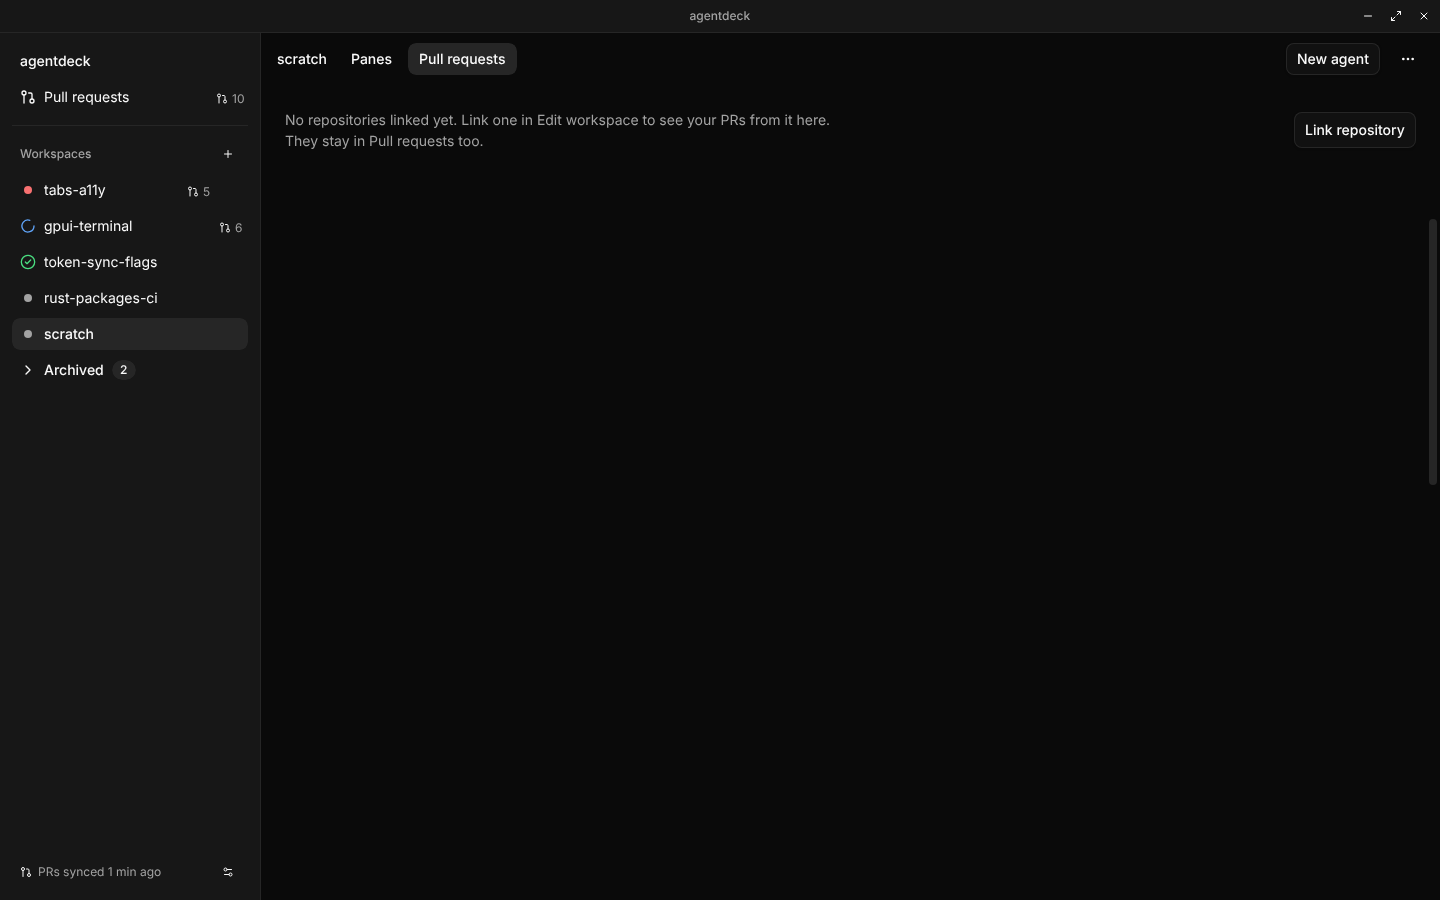 agentdeck
agentdeck
Pull requests 10
Workspaces
tabs-a11y 5
gpui-terminal 6
token-sync-flags
rust-packages-ci
scratch
Archived 2
PRs synced 1 min ago
scratch Panes Pull requests New agent
No repositories linked yet. Link one in Edit workspace to see your PRs from it here.
They stay in Pull requests too.
Link repository